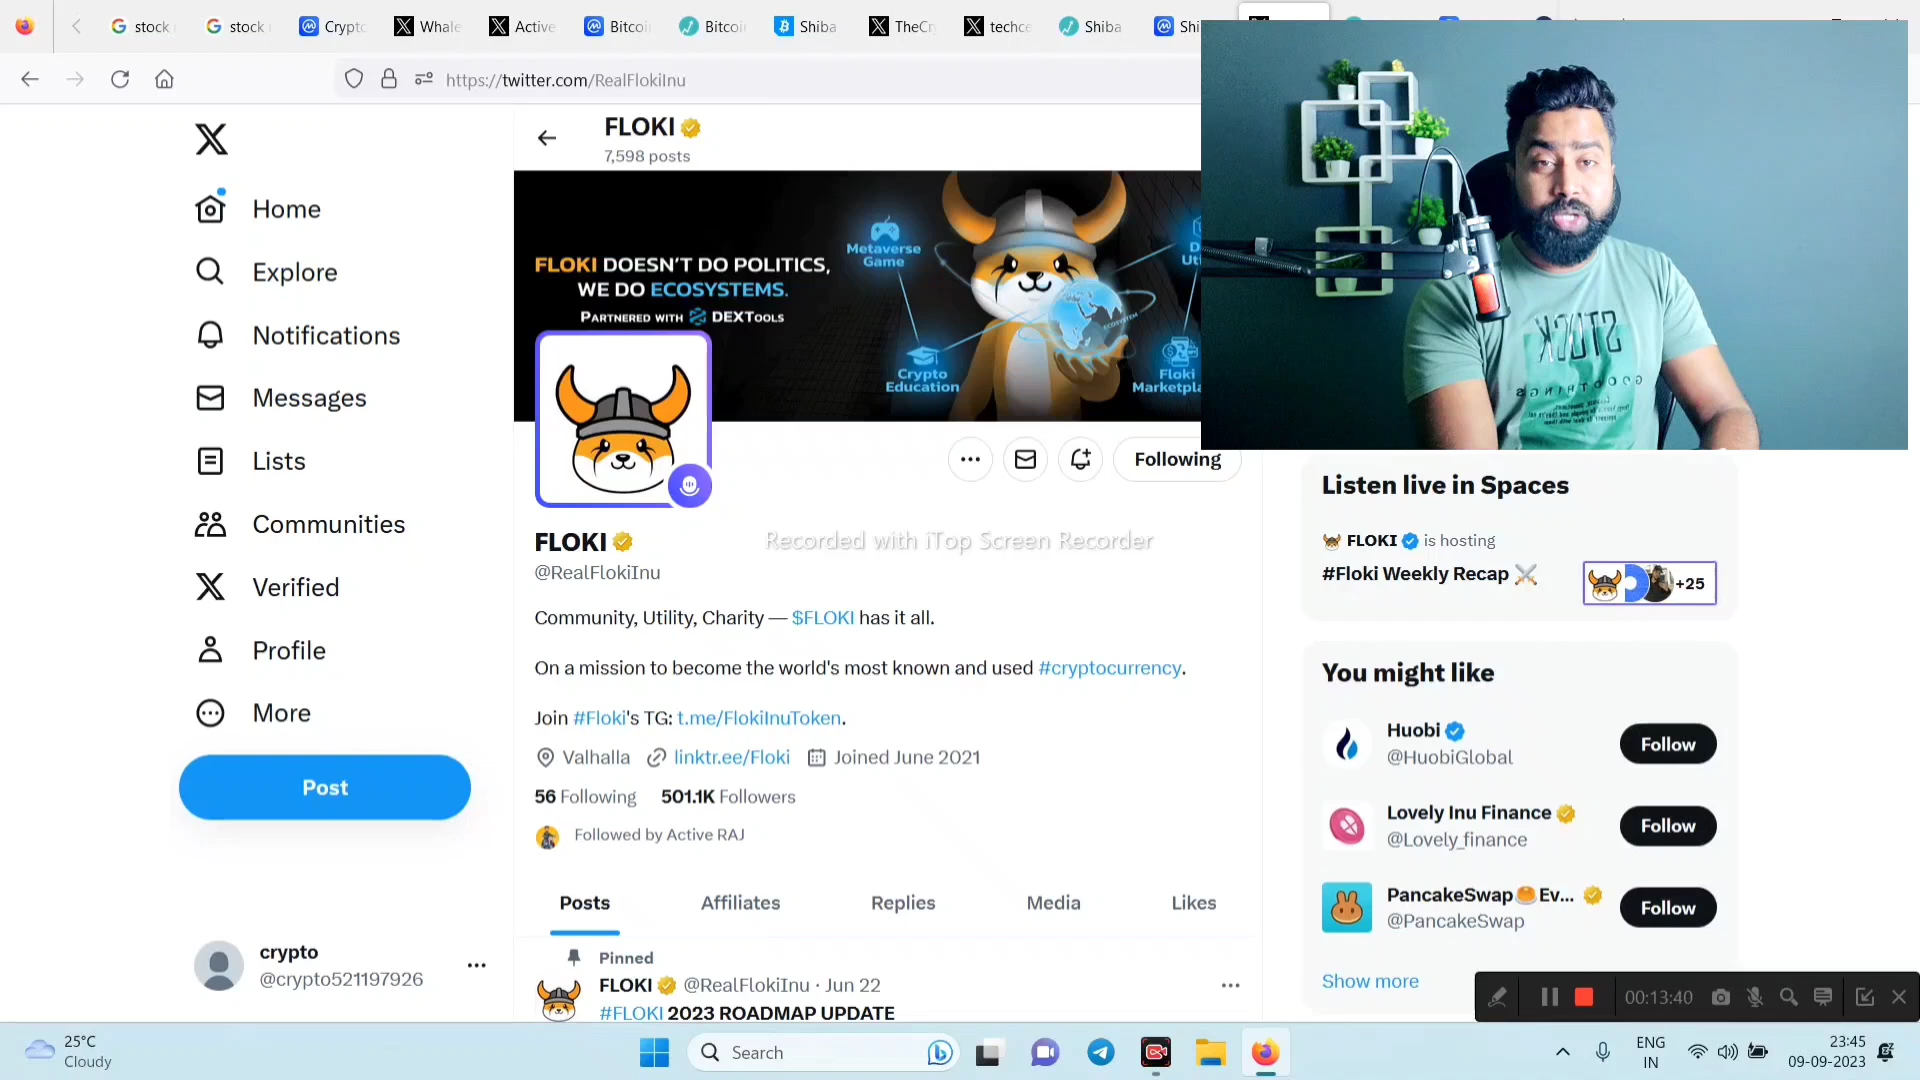 stock
stock
Crypto
Whale
Active
Bitcoi
Bitcoi
Shiba
TheCr
techce
Shiba
Shi
https://twitter.com/RealFlokiInu
FLOKI
7,598 posts
Home
Explore
Notifications
Messages
Lists
Communities
Verified
Profile
More
Post
crypto
@crypto521197926
FLOKI DOESN'T DO POLITICS,
WE DO ECOSYSTEMS.
PARTNERED WITH DEXTOOLS
Metaverse
Game
Crypto
Education
Floki
Marketpla
Following
FLOKI
@RealFlokiInu
Recorded with iTop Screen Recorder
Community, Utility, Charity — $FLOKI has it all.
On a mission to become the world's most known and used #cryptocurrency.
Join #Floki's TG: t.me/FlokiInuToken.
Valhalla linktr.ee/Floki Joined June 2021
56 Following 501.1K Followers
Followed by Active RAJ
Posts Affiliates Replies Media Likes
Pinned
FLOKI @RealFlokiInu · Jun 22
#FLOKI 2023 ROADMAP UPDATE
STUCK
GOOD THINGS
Listen live in Spaces
FLOKI is hosting
#Floki Weekly Recap
+25
You might like
Huobi
@HuobiGlobal
Follow
Lovely Inu Finance
@Lovely_finance
Follow
PancakeSwap Ev...
@PancakeSwap
Follow
Show more
00:13:40
25°C
Cloudy
Search
ENG
IN
23:45
09-09-2023